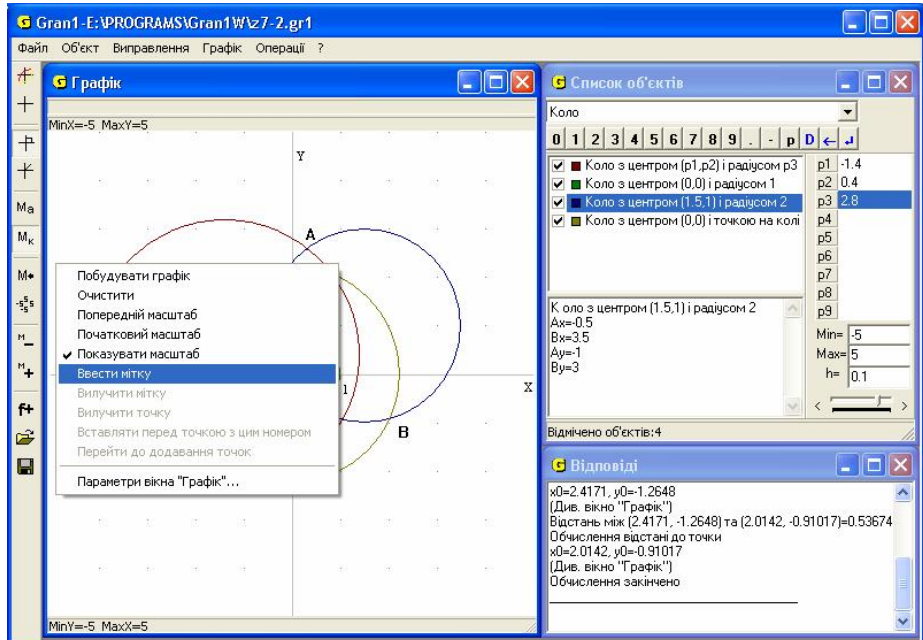 Gran1-E:\PROGRAMS\Gran1W\z7-2.gr1
Файл Об'єкт Виправлення Графік Операції ?
Графік
MinX=-5 MaxY=5
Y
A
1
X
B
Побудувати графік
Очистити
Попередній масштаб
Початковий масштаб
Показувати масштаб
Ввести мітку
Вилучити мітку
Вилучити точку
Вставляти перед точкою з цим номером
Перейти до додавання точок
Параметри вікна "Графік"...
MinY=-5 MaxX=5
Mа
Mк
M
-5 5 5 5
M
M +
f+
Список об'єктів
Коло
0 1 2 3 4 5 6 7 8 9 . - p D
Коло з центром (p1,p2) і радіусом p3
Коло з центром (0,0) і радіусом 1
Коло з центром (1.5,1) і радіусом 2
Коло з центром (0,0) і точкою на колі
p1 -1.4
p2 0.4
p3 2.8
p4
p5
p6
p7
p8
p9
К оло з центром (1.5,1) і радіусом 2
Ax=-0.5
Bx=3.5
Ay=-1
By=3
Min= -5
Max= 5
h= 0.1
Відмічено об'єктів:4
Відповіді
x0=2.4171, y0=-1.2648
(Див. вікно "Графік")
Відстань між (2.4171, -1.2648) та (2.0142, -0.91017)=0.53674
Обчислення відстані до точки
x0=2.0142, y0=-0.91017
(Див. вікно "Графік")
Обчислення закінчено